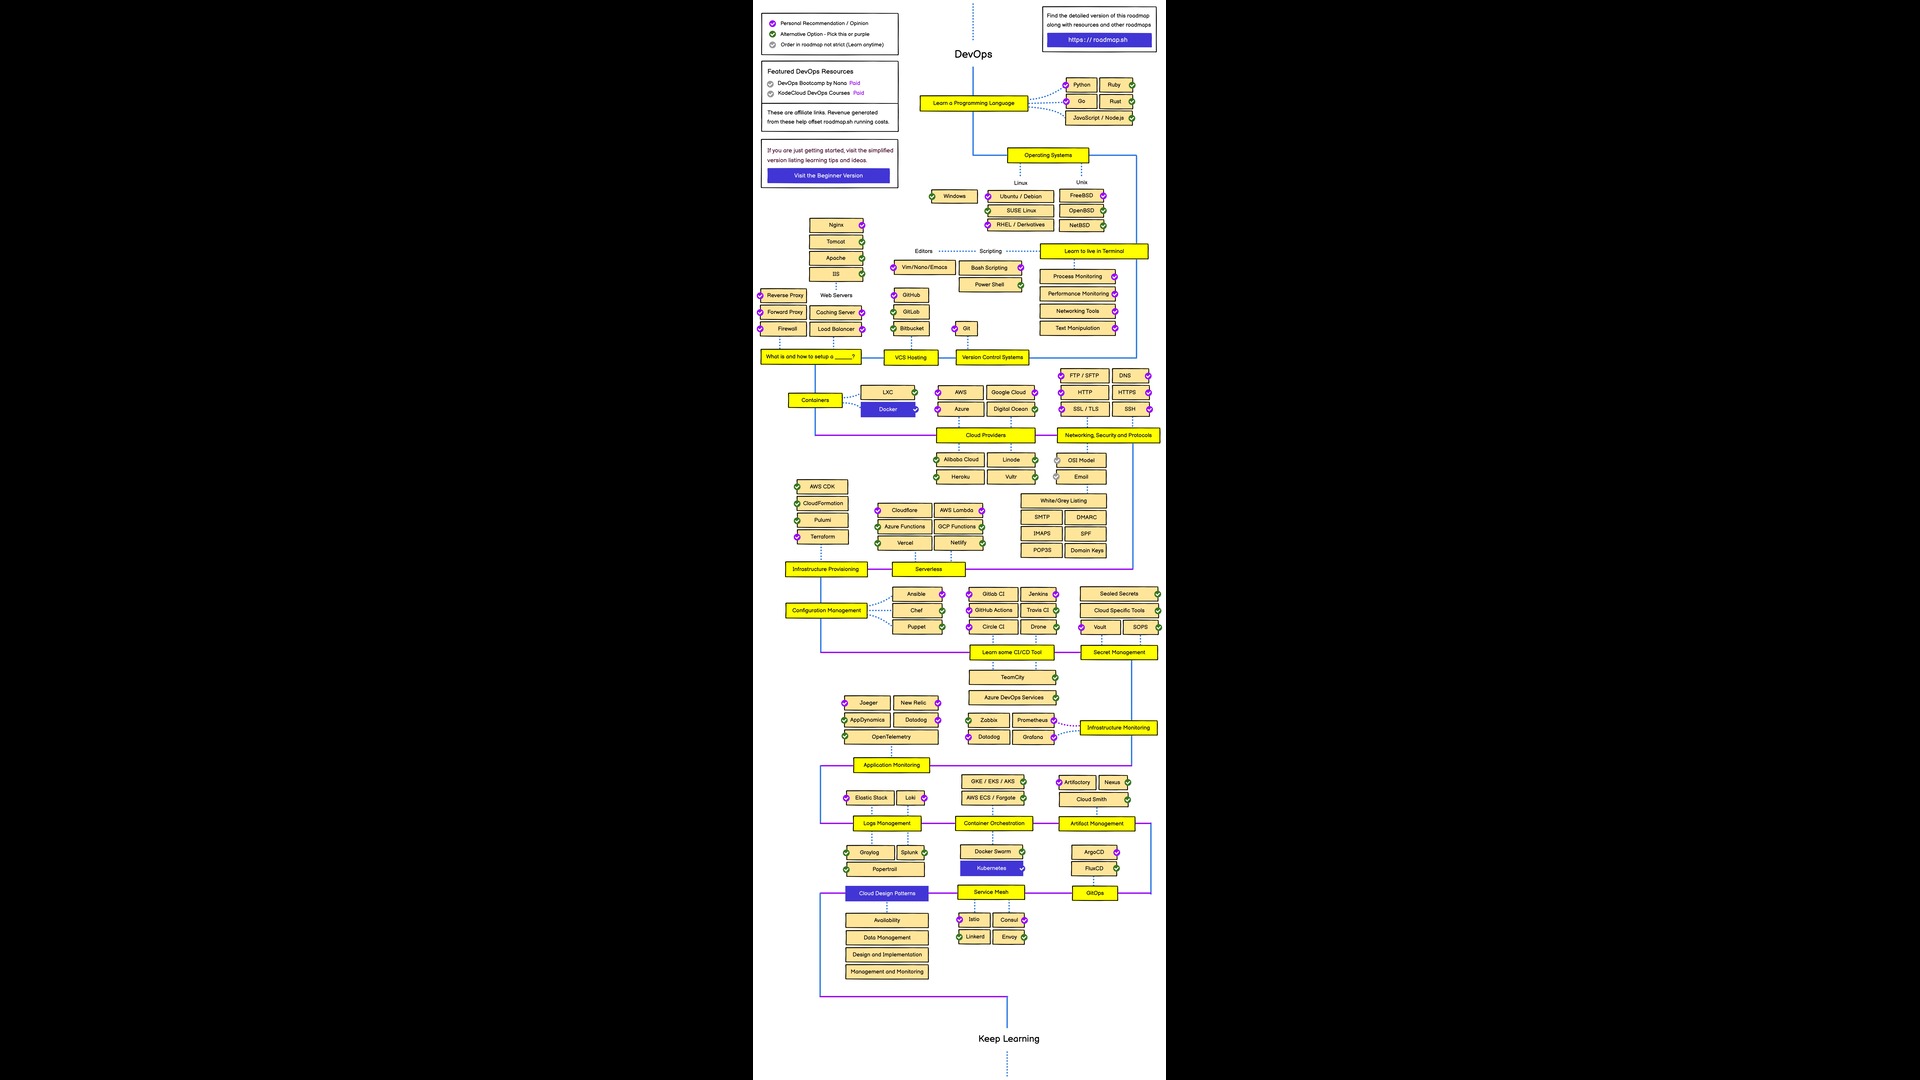 Personal Recommendation / Opinion
Alternative Option - Pick this or purple
Order in roadmap not strict (Learn anytime)
Find the detailed version of this roadmap
along with resources and other roadmaps
https://roadmap.sh
DevOps
Featured DevOps Resources
DevOps Bootcamp by Nana Paid
KodeCloud DevOps Courses Paid
These are affiliate links. Revenue generated
from these help offset roadmap.sh running costs.
If you are just getting started, visit the simplified
version listing learning tips and ideas.
Visit the Beginner Version
Learn a Programming Language
Python
Ruby
Go
Rust
JavaScript / Node.js
Operating Systems
Linux
Unix
Windows
Ubuntu / Debian
SUSE Linux
RHEL / Derivatives
FreeBSD
OpenBSD
NetBSD
Learn to live in Terminal
Scripting
Editors
Vim/Nano/Emacs
Bash Scripting
Power Shell
Process Monitoring
Performance Monitoring
Networking Tools
Text Manipulation
Version Control Systems
Git
VCS Hosting
GitHub
GitLab
Bitbucket
Nginx
Tomcat
Apache
IIS
Web Servers
Reverse Proxy
Forward Proxy
Firewall
Caching Server
Load Balancer
What is and how to setup a ______?
Containers
LXC
Docker
AWS
Google Cloud
Azure
Digital Ocean
Cloud Providers
Alibaba Cloud
Linode
Heroku
Vultr
FTP / SFTP
DNS
HTTP
HTTPS
SSL / TLS
SSH
Networking, Security and Protocols
OSI Model
Email
White/Grey Listing
SMTP
DMARC
IMAPS
SPF
POP3S
Domain Keys
Cloudflare
AWS Lambda
Azure Functions
GCP Functions
Vercel
Netlify
Serverless
AWS CDK
CloudFormation
Pulumi
Terraform
Infrastructure Provisioning
Configuration Management
Ansible
Chef
Puppet
Gitlab CI
Jenkins
GitHub Actions
Travis CI
Circle CI
Drone
Learn some CI/CD Tool
TeamCity
Azure DevOps Services
Sealed Secrets
Cloud Specific Tools
Vault
SOPS
Secret Management
Infrastructure Monitoring
Zabbix
Prometheus
Datadog
Grafana
Jaeger
New Relic
AppDynamics
Datadog
OpenTelemetry
Application Monitoring
Elastic Stack
Loki
Logs Management
Graylog
Splunk
Papertrail
GKE / EKS / AKS
AWS ECS / Fargate
Container Orchestration
Docker Swarm
Kubernetes
Artifactory
Nexus
Cloud Smith
Artifact Management
ArgoCD
FluxCD
GitOps
Service Mesh
Istio
Consul
Linkerd
Envoy
Cloud Design Patterns
Availability
Data Management
Design and Implementation
Management and Monitoring
Keep Learning